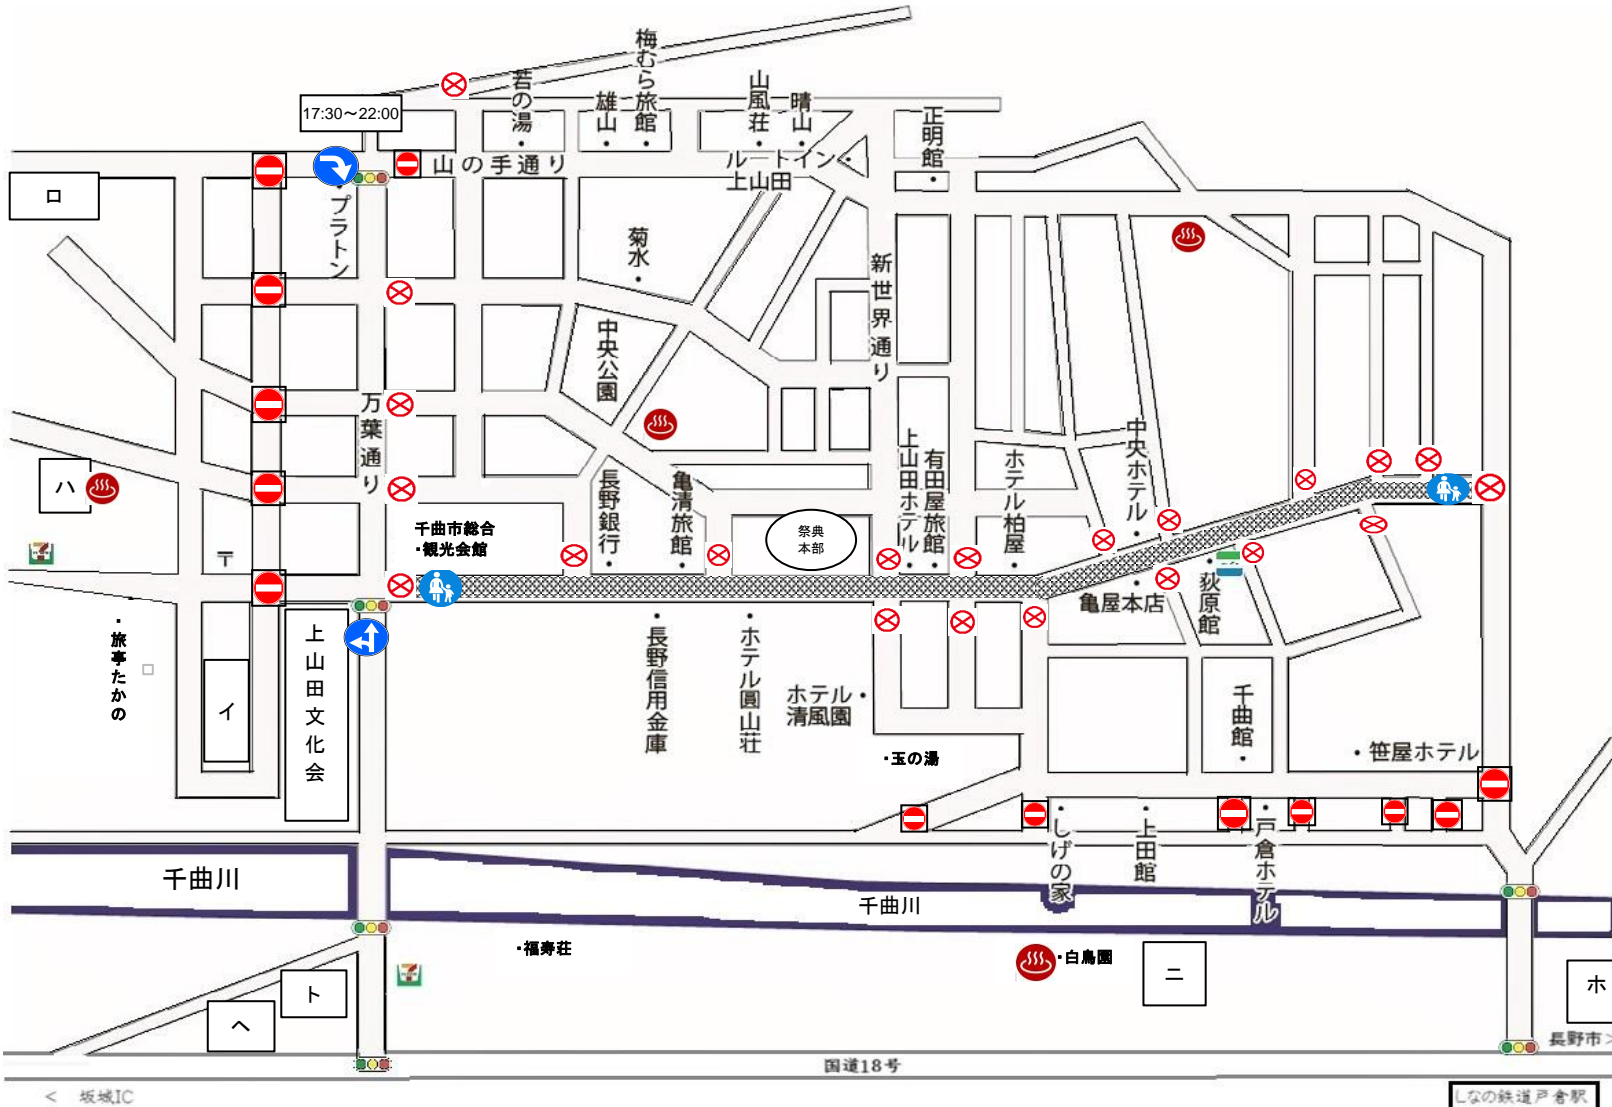 17:30～22:00
若の湯
雄山
梅むら旅館
山風荘
晴山
正明館
山の手通り
ルートイン
上山田
ロ
プラトン
菊水
新世界通り
中央公園
万葉通り
ハ
千曲市総合
・観光会館
長野銀行
亀清旅館
祭典
本部
上山田ホテル
有田屋旅館
ホテル柏屋
中央ホテル
〒
亀屋本店
荻原館
・旅亭たかの
イ
上山田文化会
長野信用金庫
ホテル圓山荘
ホテル・
清風園
千曲館
・玉の湯
・笹屋ホテル
しげの家
上田館
戸倉ホテル
千曲川
千曲川
・福寿荘
・白鳥園
ニ
ホ
ト
ヘ
長野市>
国道18号
< 坂城IC
しなの鉄道戸倉駅